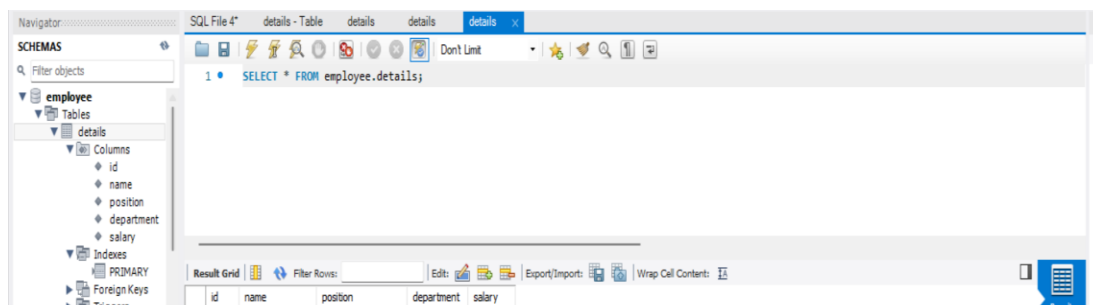 Navigator
SCHEMAS
Filter objects
employee
Tables
details
Columns
id
name
position
department
salary
Indexes
PRIMARY
Foreign Keys
Triggers
SQL File 4* details - Table details details details ×
Don't Limit
1 SELECT * FROM employee.details;
Result Grid Filter Rows: Edit: Export/Import: Wrap Cell Content:
id name position department salary